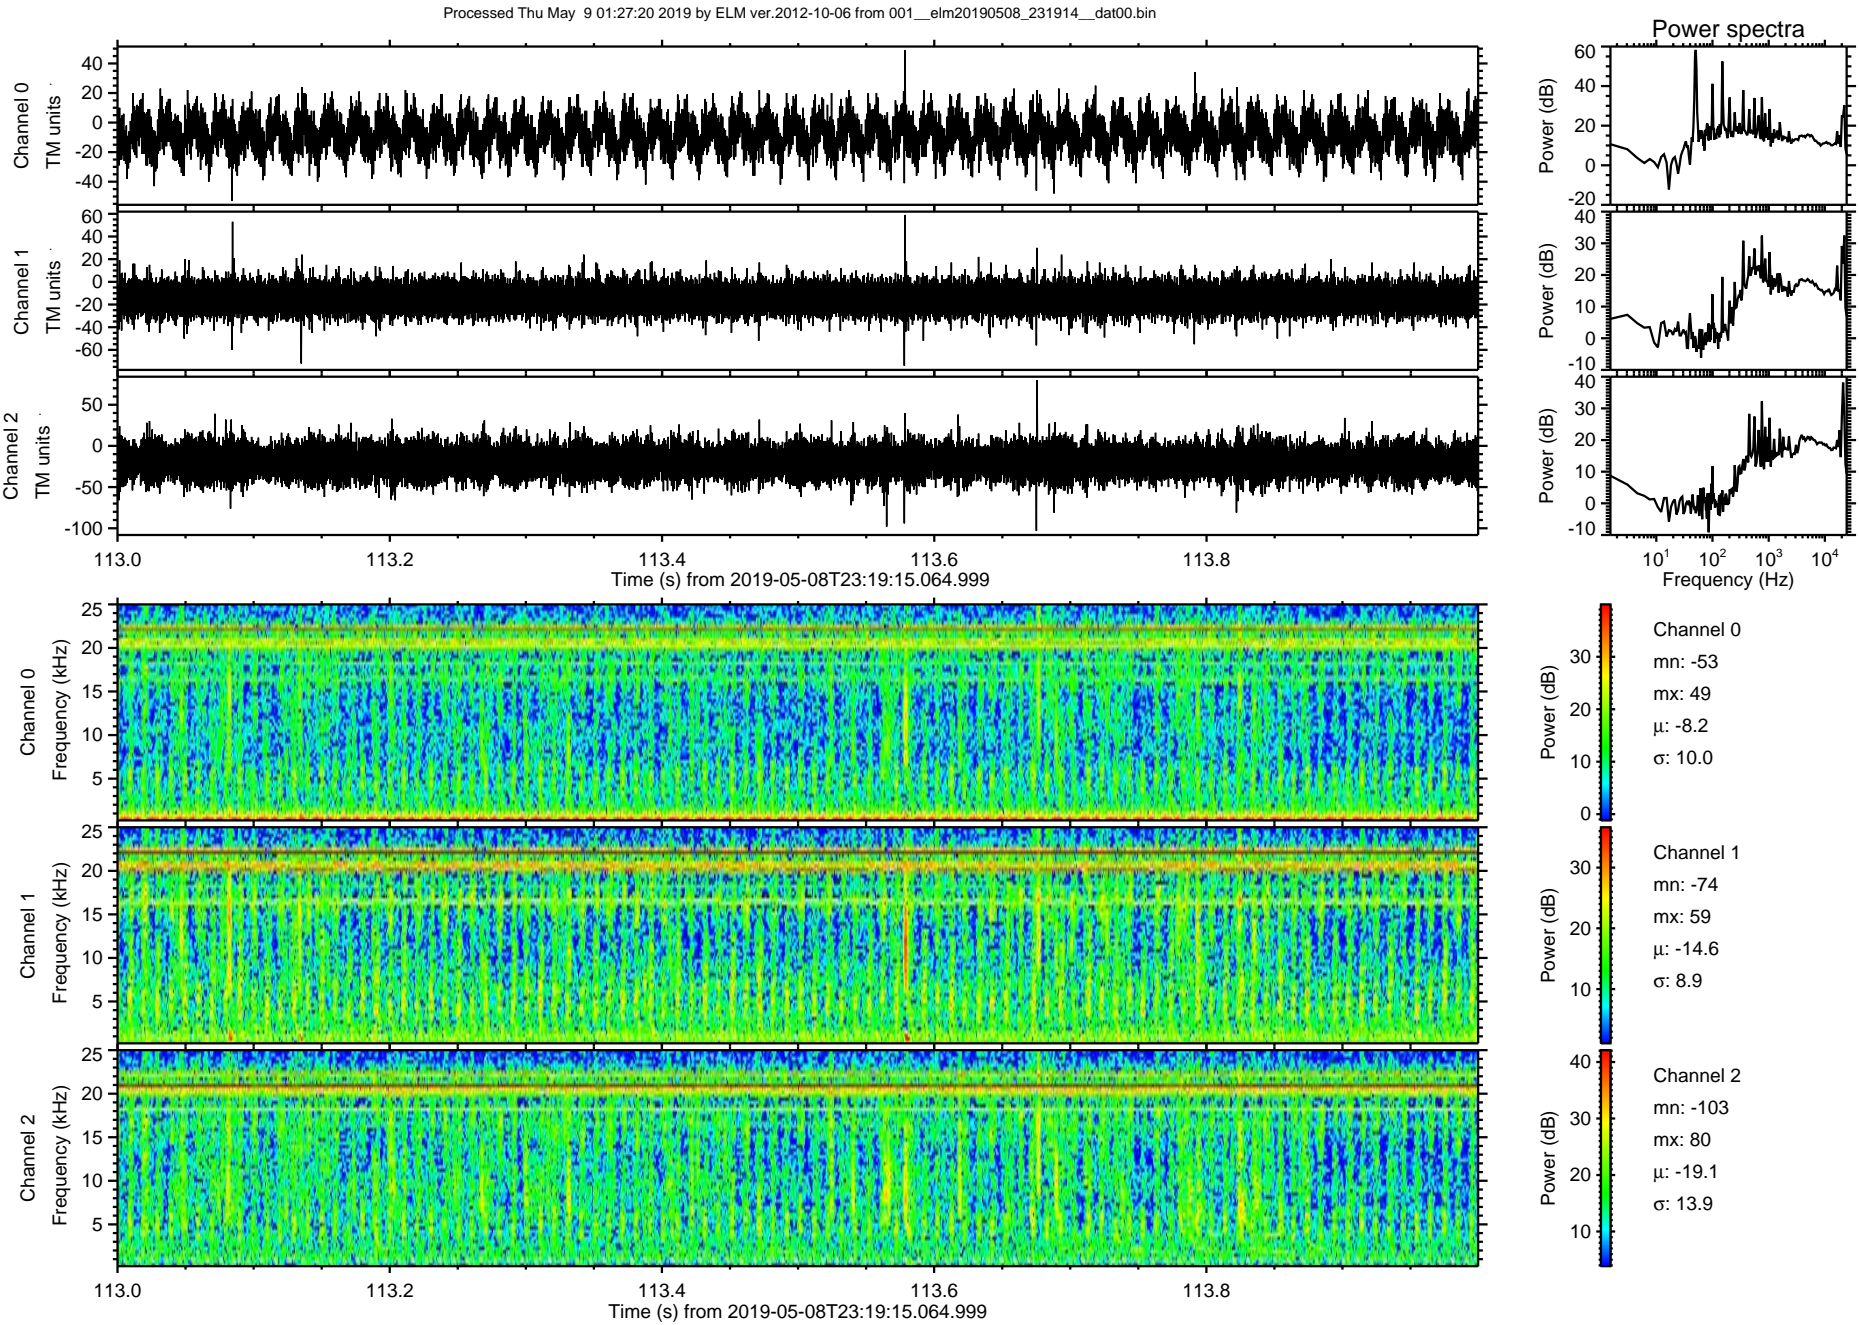 Processed Thu May  9 01:27:20 2019 by ELM ver.2012-10-06 from 001__elm20190508_231914__dat00.bin
Power spectra
Channel 0
TM units
40
20
0
-20
-40
Power (dB)
60
40
20
0
-20
Channel 1
TM units
60
40
20
0
-20
-40
-60
Power (dB)
40
30
20
10
0
-10
Channel 2
TM units
50
0
-50
-100
Power (dB)
40
30
20
10
0
-10
113.0 113.2 113.4 113.6 113.8
Time (s) from 2019-05-08T23:19:15.064.999
10^1 10^2 10^3 10^4
Frequency (Hz)
Channel 0
Frequency (kHz)
25
20
15
10
5
Power (dB)
30
20
10
0
Channel 0
mn: -53
mx: 49
μ: -8.2
σ: 10.0
Channel 1
Frequency (kHz)
25
20
15
10
5
Power (dB)
30
20
10
Channel 1
mn: -74
mx: 59
μ: -14.6
σ: 8.9
Channel 2
Frequency (kHz)
25
20
15
10
5
Power (dB)
40
30
20
10
Channel 2
mn: -103
mx: 80
μ: -19.1
σ: 13.9
113.0 113.2 113.4 113.6 113.8
Time (s) from 2019-05-08T23:19:15.064.999